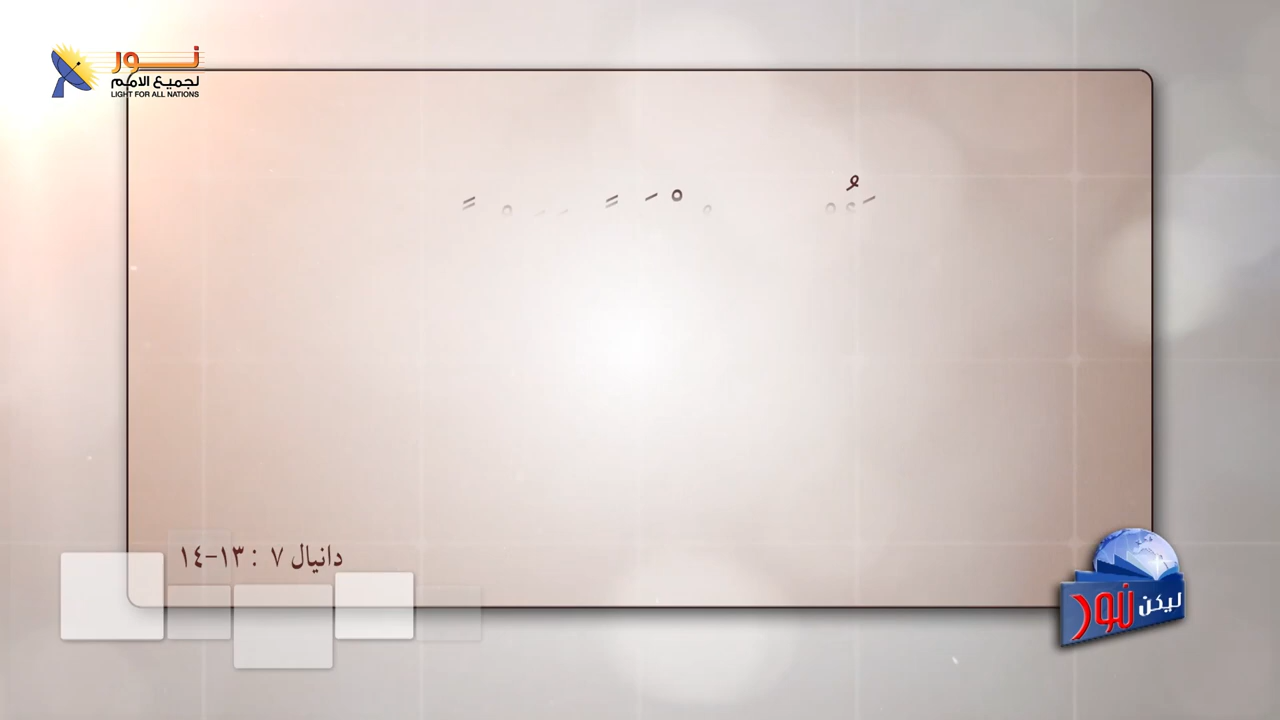 نور
لجميع الامم
LIGHT FOR ALL NATIONS
دانيال ٧ : ١٣-١٤
ليكن نور